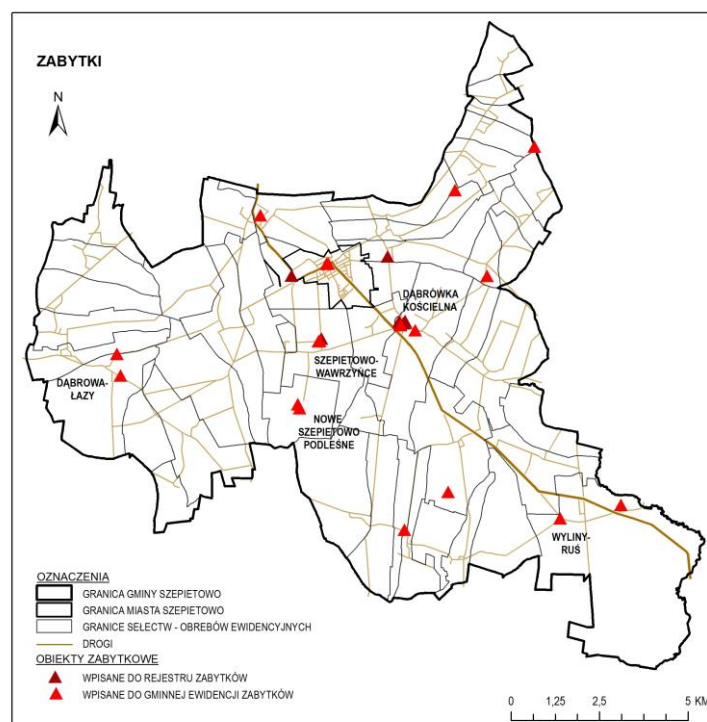 ZABYTKI
N
DĄBRÓWKA
KOŚCIELNA
SZEPIETOWO-
WAWRZYŃCE
DĄBROWA-
ŁAZY
NOWE
SZEPIETOWO
PODLEŚNE
WYLINY-
RUŚ
OZNACZENIA
GRANICA GMINY SZEPIETOWO
GRANICA MIASTA SZEPIETOWO
GRANICE SELECTW - OBRĘBÓW EWIDENCYJNYCH
DROGI
OBIEKTY ZABYTKOWE
WPISANE DO REJESTRU ZABYTKÓW
WPISANE DO GMINNEJ EWIDENCJI ZABYTKÓW
0 1,25 2,5 5 KM